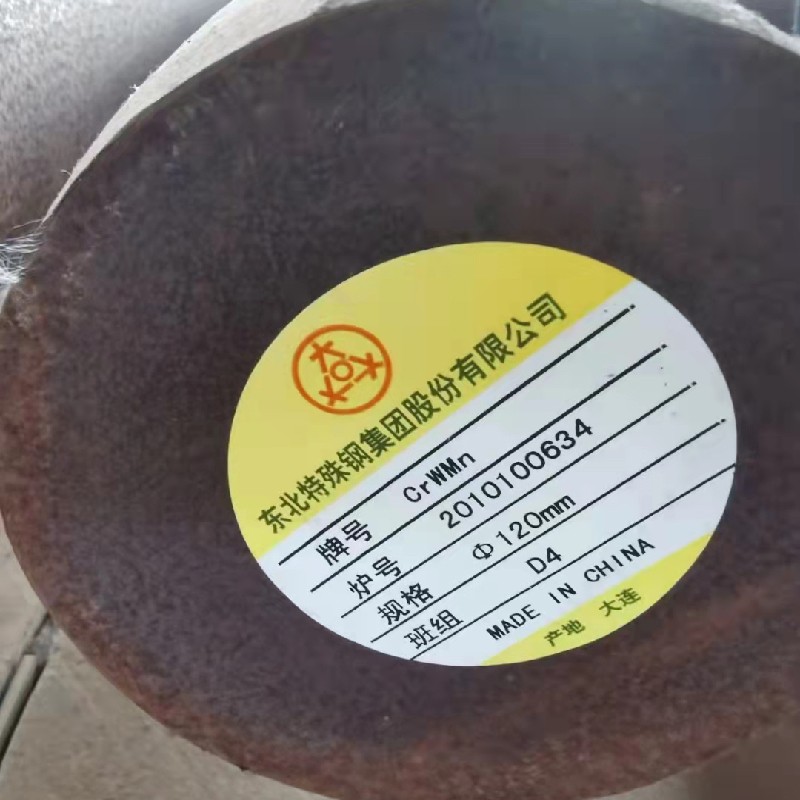 东北特殊钢集团股份有限公司
牌号 CrWMn
炉号 2010100634
规格 Φ120mm
班组 D4
MADE IN CHINA
产地 大连